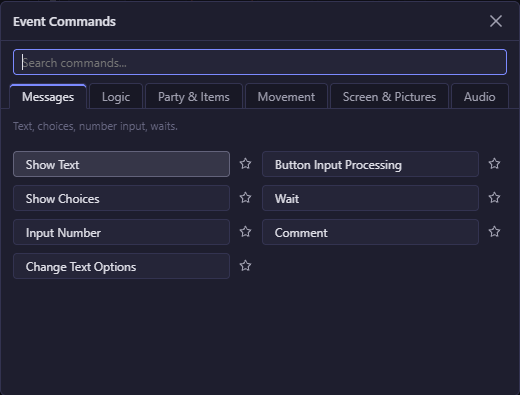 Event Commands
Search commands...
Messages Logic Party & Items Movement Screen & Pictures Audio
Text, choices, number input, waits.
Show Text Button Input Processing
Show Choices Wait
Input Number Comment
Change Text Options